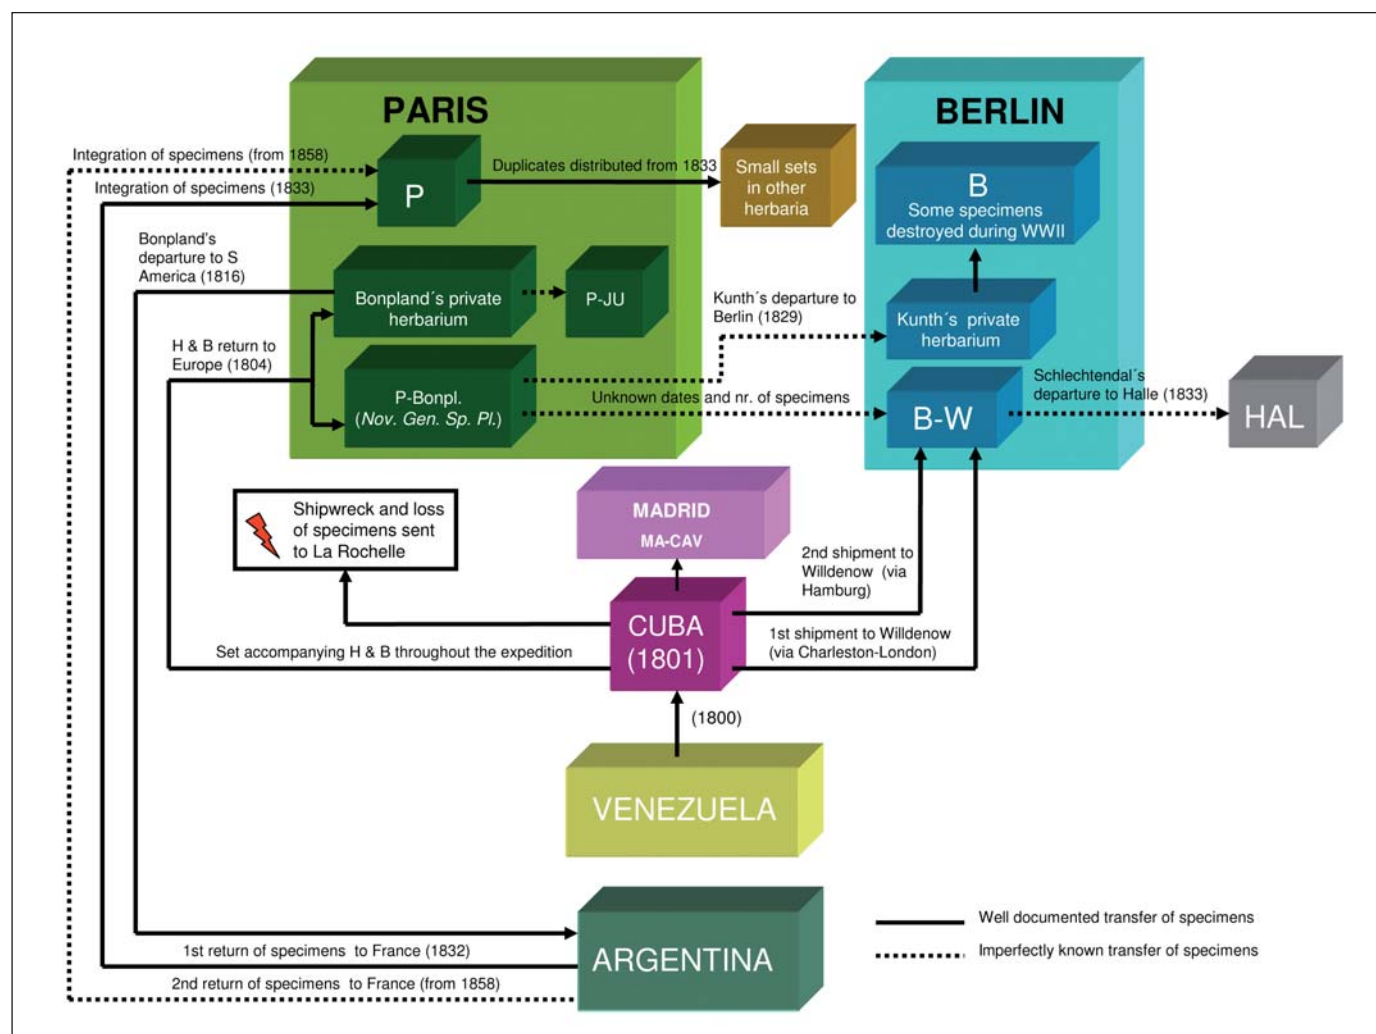 PARIS
BERLIN
Integration of specimens (from 1858)
Integration of specimens (1833)
P
Duplicates distributed from 1833
Small sets
in other
herbaria
B
Some specimens
destroyed during WWII
Bonpland's
departure to S
America (1816)
Bonpland´s private
herbarium
P-JU
Kunth´s departure to
Berlin (1829)
Kunth´s private
herbarium
H & B return to
Europe (1804)
P-Bonpl.
(Nov. Gen. Sp. Pl.)
Unknown dates and nr. of specimens
B-W
Schlechtendal´s
departure to Halle (1833)
HAL
Shipwreck and loss
of specimens sent
to La Rochelle
MADRID
MA-CAV
2nd shipment to
Willdenow (via
Hamburg)
CUBA
(1801)
1st shipment to Willdenow
(via Charleston-London)
Set accompanying H & B throughout the expedition
(1800)
VENEZUELA
ARGENTINA
1st return of specimens to France (1832)
2nd return of specimens to France (from 1858)
Well documented transfer of specimens
Imperfectly known transfer of specimens